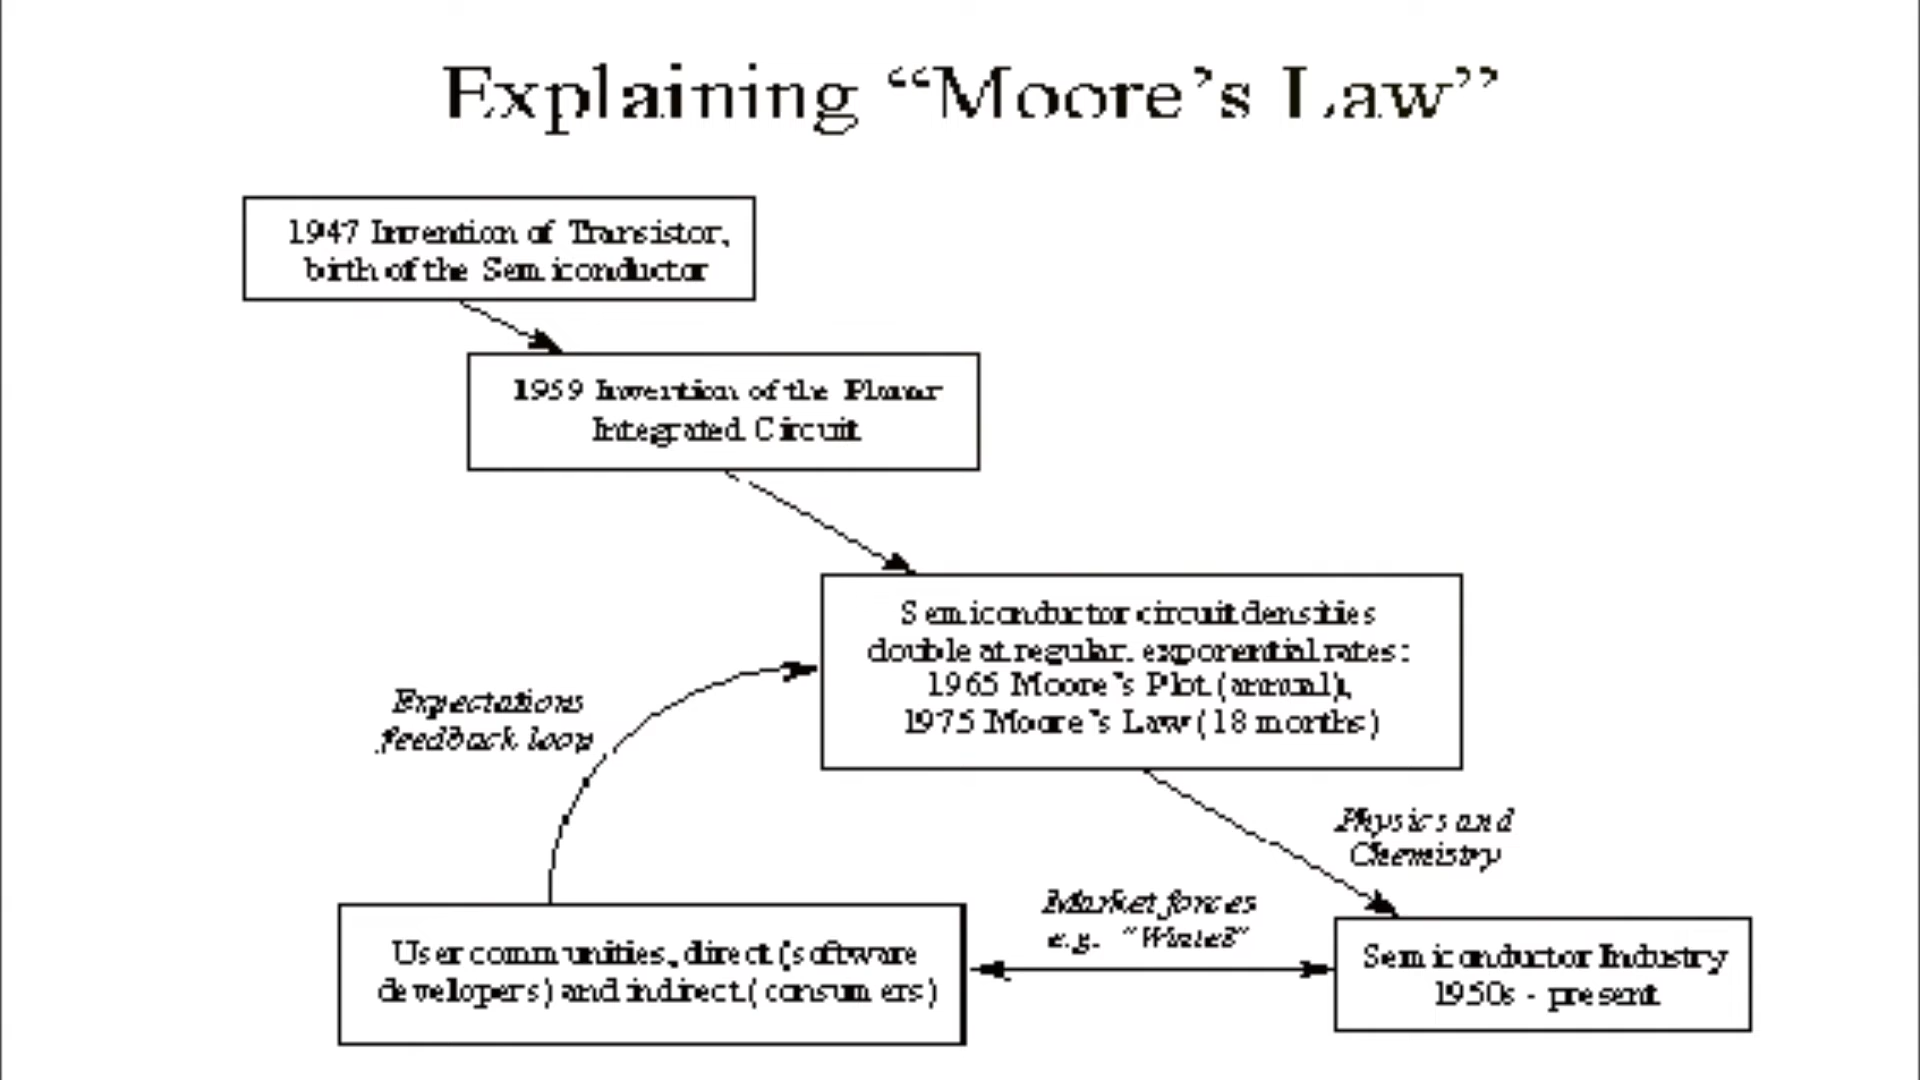 Explaining “Moore’s Law”
1947 Invention of Transistor,
birth of the Semiconductor
1959 Invention of the Planar
Integrated Circuit
Semiconductor circuit densities
double at regular, exponential rates:
1965 Moore’s Plot (annual),
1975 Moore’s Law (18 months)
Expectations
feedback loop
Physics and
Chemistry
Market forces
e.g. “Wintel”
User communities, direct (software
developers) and indirect (consumers)
Semiconductor Industry
1950s - present